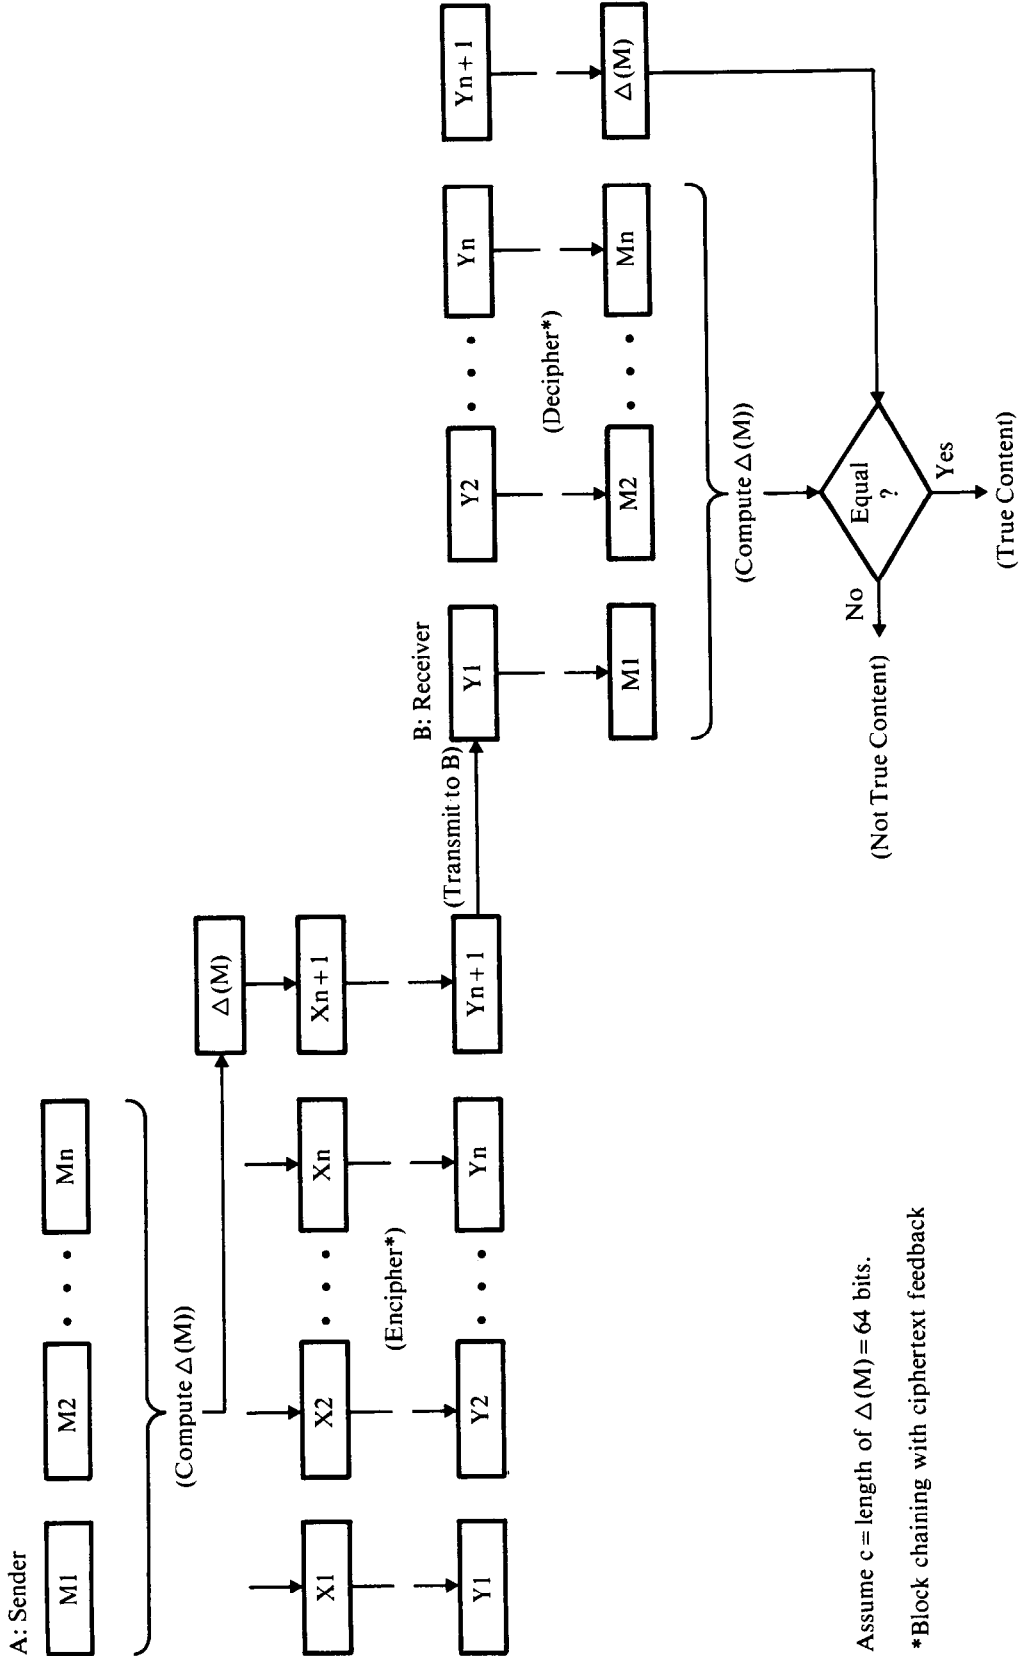 A: Sender
M1 M2 • • • Mn
(Compute △(M))
△(M)
X1 X2 • • • Xn Xn + 1
(Encipher*)
Y1 Y2 • • • Yn Yn + 1
(Transmit to B)
B: Receiver
Y1 Y2 • • • Yn Yn + 1
(Decipher*)
M1 M2 • • • Mn △(M)
(Compute △(M))
Equal
?
No
Yes
(Not True Content)
(True Content)
Assume c = length of △(M) = 64 bits.
*Block chaining with ciphertext feedback